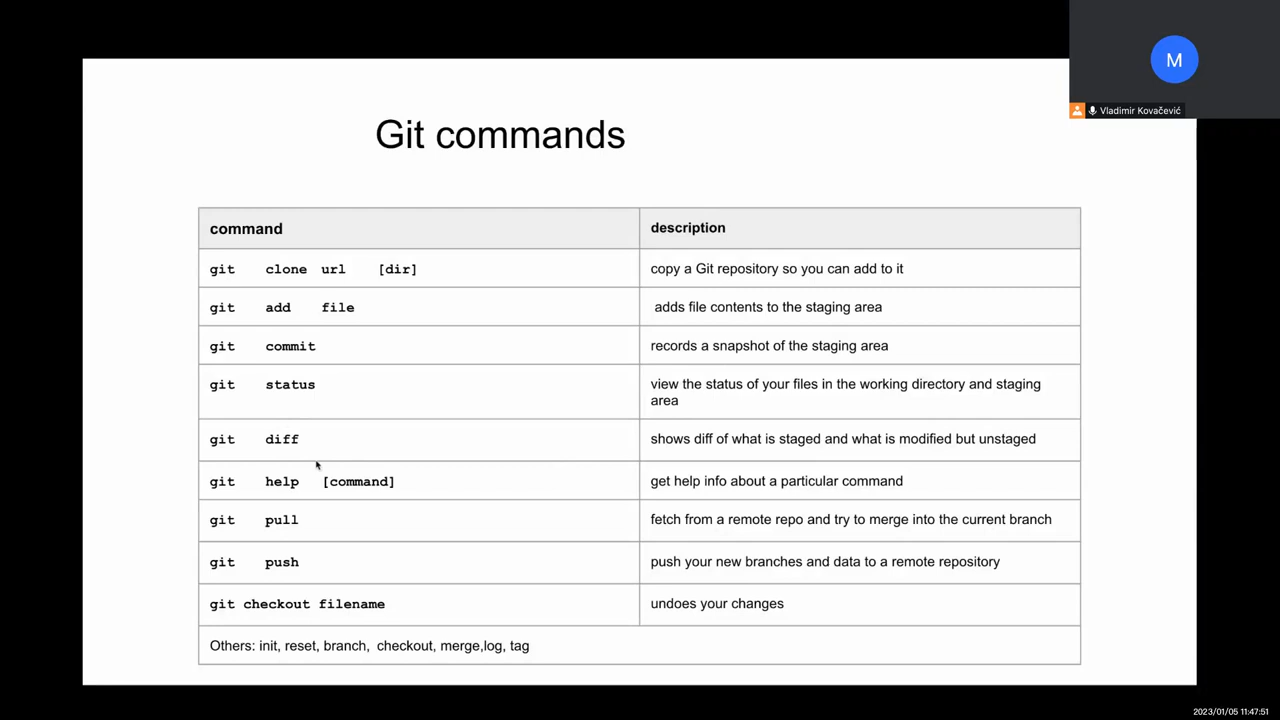 M
Vladimir Kovačević
Git commands
command description
git clone url [dir] copy a Git repository so you can add to it
git add file adds file contents to the staging area
git commit records a snapshot of the staging area
git status view the status of your files in the working directory and staging
area
git diff shows diff of what is staged and what is modified but unstaged
git help [command] get help info about a particular command
git pull fetch from a remote repo and try to merge into the current branch
git push push your new branches and data to a remote repository
git checkout filename undoes your changes
Others: init, reset, branch, checkout, merge,log, tag
2023/01/05 11:47:51